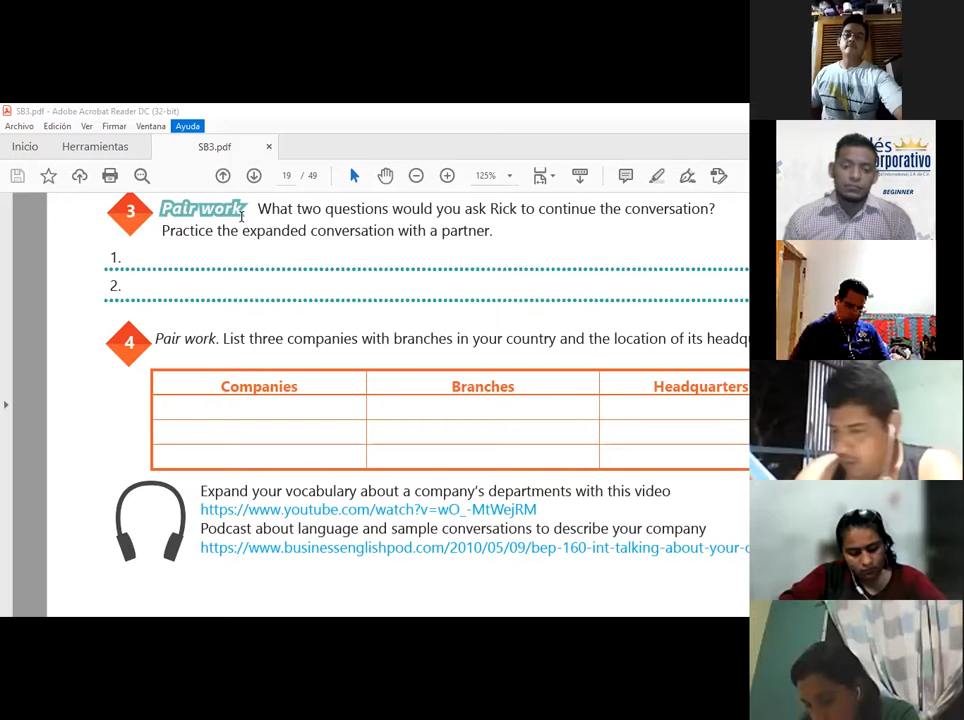 SB3.pdf - Adobe Acrobat Reader DC (32-bit)
Archivo Edición Ver Firmar Ventana Ayuda
Inicio Herramientas SB3.pdf ×
19 / 49 125%
3 Pair work What two questions would you ask Rick to continue the conversation?
Practice the expanded conversation with a partner.
1.
2.
4 Pair work. List three companies with branches in your country and the location of its
Companies Branches Headquarters
Expand your vocabulary about a company's departments with this video
https://www.youtube.com/watch?v=wO_-MtWejRM
Podcast about language and sample conversations to describe your company
https://www.businessenglishpod.com/2010/05/09/bep-160-int-talking-about-your-
BEGINNER